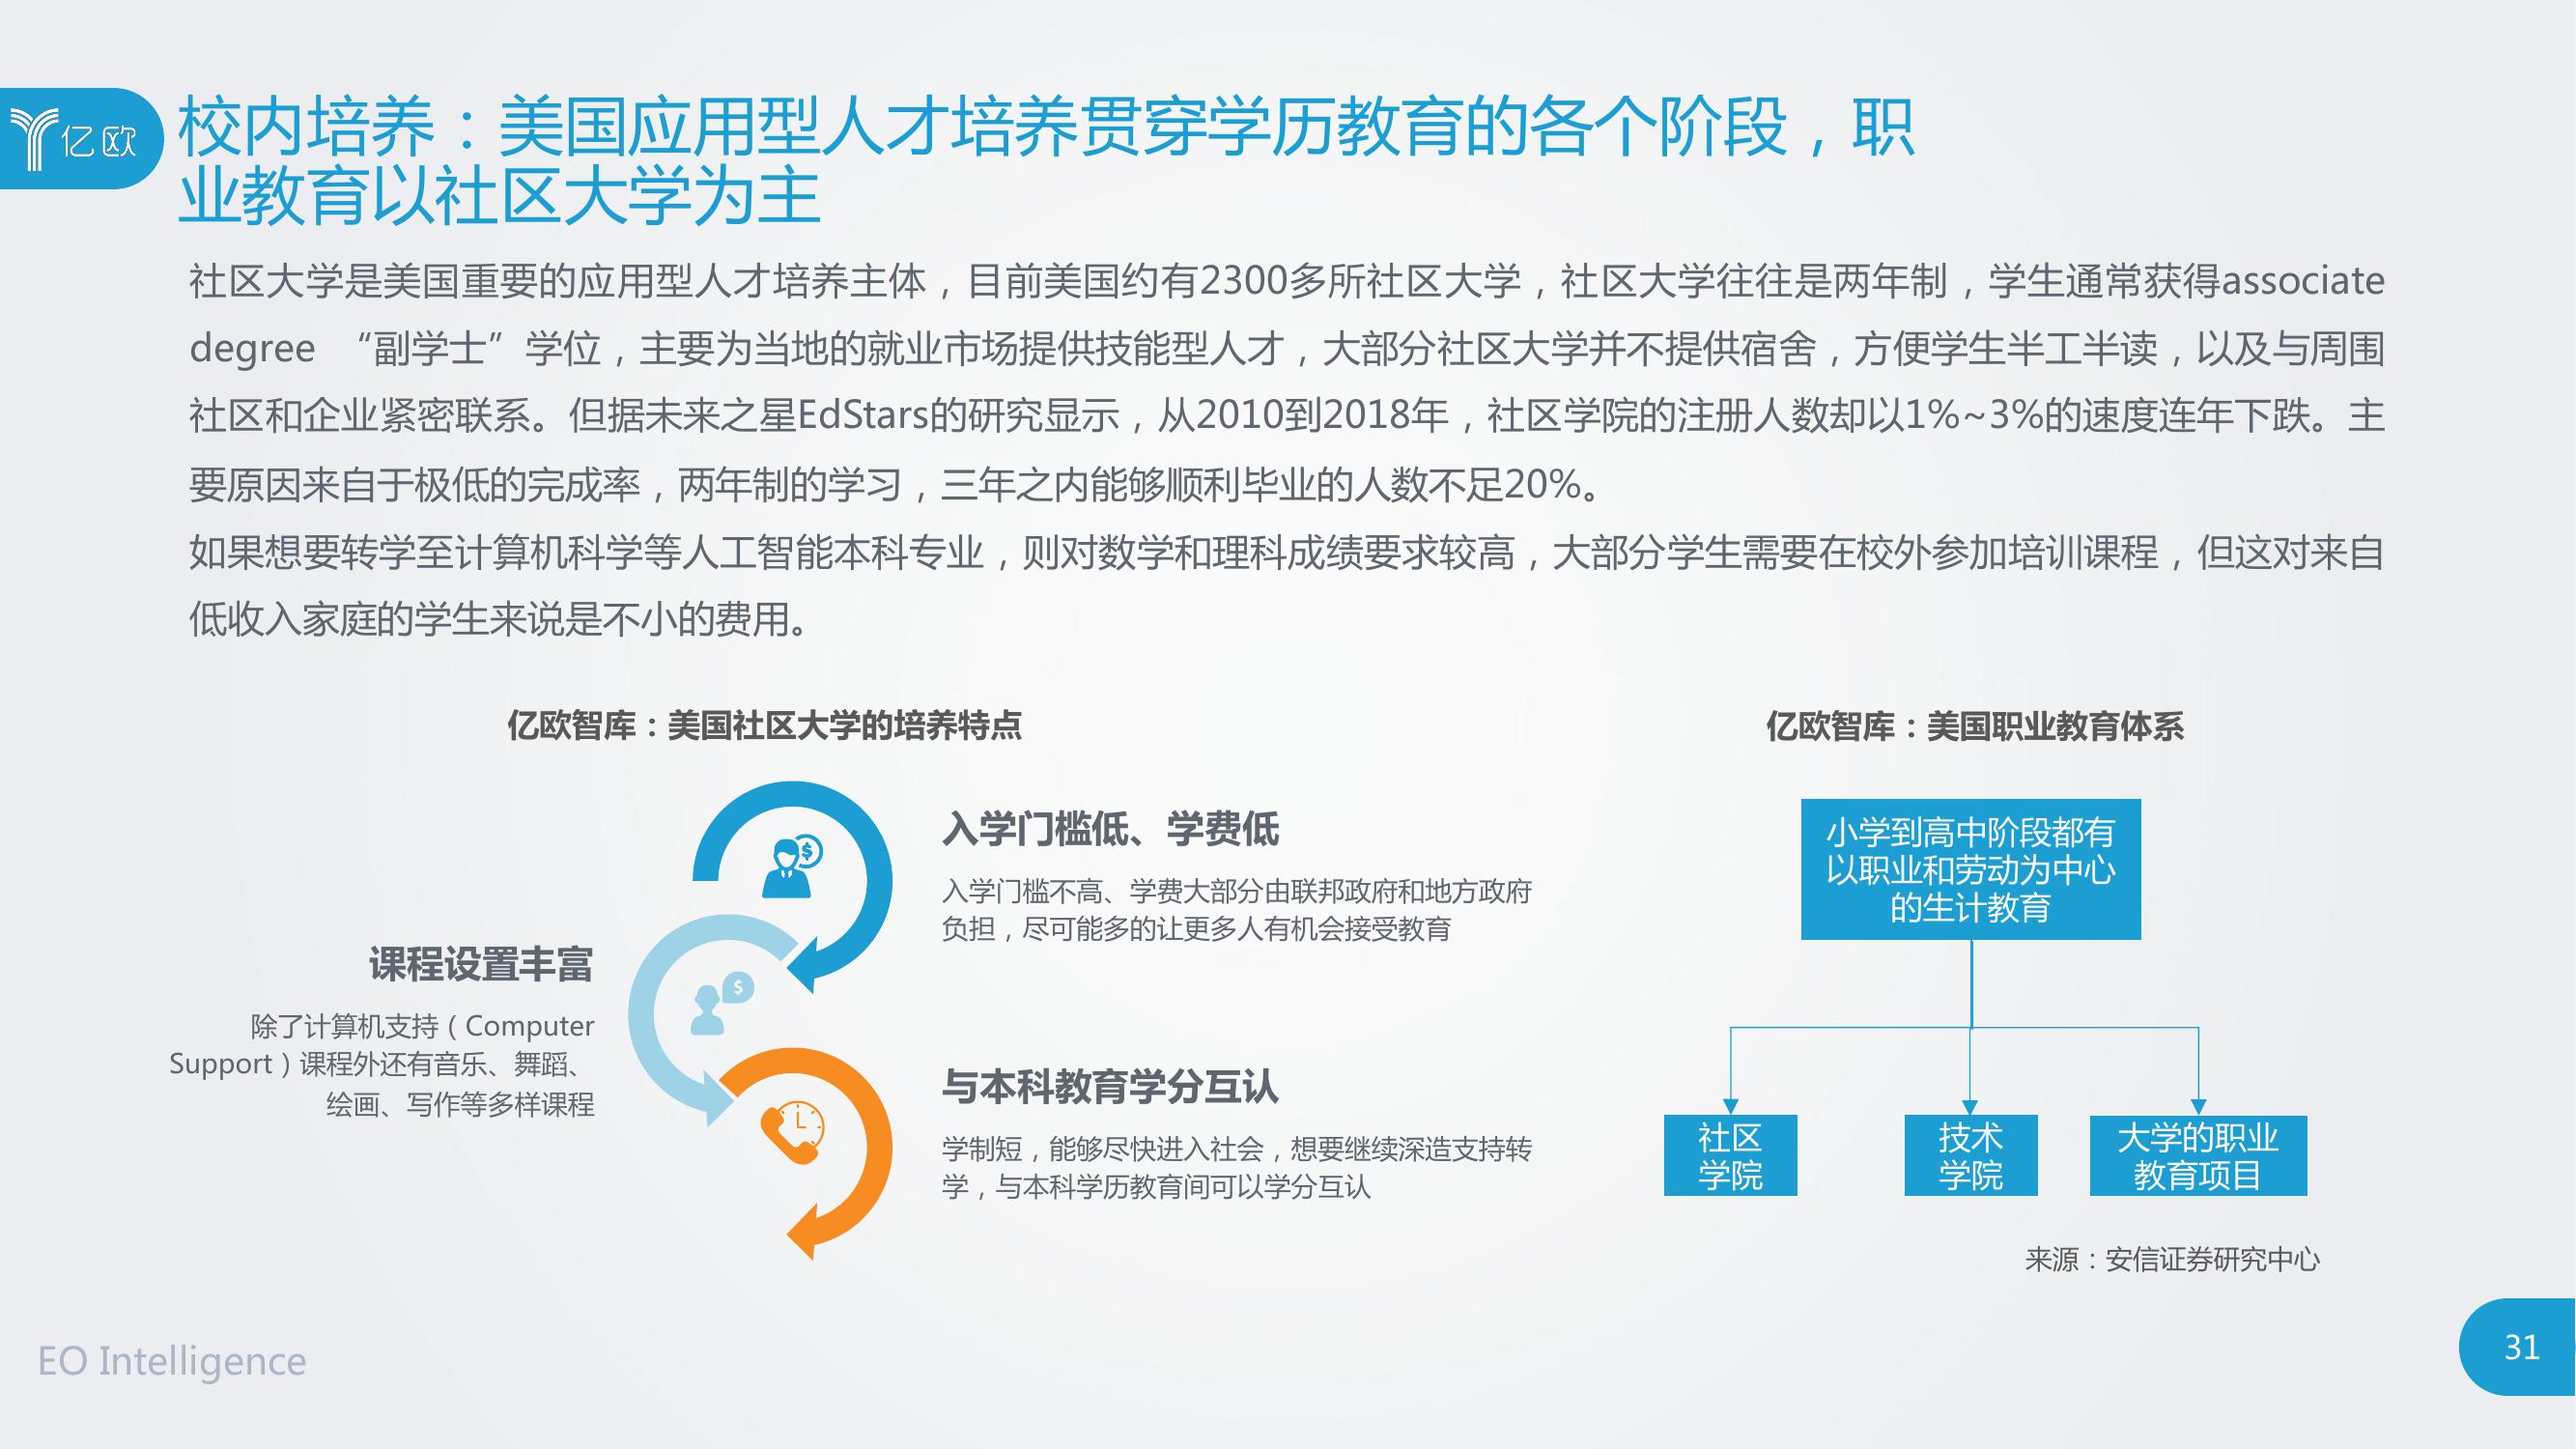 亿欧
校内培养：美国应用型人才培养贯穿学历教育的各个阶段，职
业教育以社区大学为主
社区大学是美国重要的应用型人才培养主体，目前美国约有2300多所社区大学，社区大学往往是两年制，学生通常获得associate
degree “副学士”学位，主要为当地的就业市场提供技能型人才，大部分社区大学并不提供宿舍，方便学生半工半读，以及与周围
社区和企业紧密联系。但据未来之星EdStars的研究显示，从2010到2018年，社区学院的注册人数却以1%~3%的速度连年下跌。主
要原因来自于极低的完成率，两年制的学习，三年之内能够顺利毕业的人数不足20%。
如果想要转学至计算机科学等人工智能本科专业，则对数学和理科成绩要求较高，大部分学生需要在校外参加培训课程，但这对来自
低收入家庭的学生来说是不小的费用。
亿欧智库：美国社区大学的培养特点
入学门槛低、学费低
入学门槛不高、学费大部分由联邦政府和地方政府
负担，尽可能多的让更多人有机会接受教育
课程设置丰富
除了计算机支持（Computer
Support）课程外还有音乐、舞蹈、
绘画、写作等多样课程
与本科教育学分互认
学制短，能够尽快进入社会，想要继续深造支持转
学，与本科学历教育间可以学分互认
亿欧智库：美国职业教育体系
小学到高中阶段都有
以职业和劳动为中心
的生计教育
社区
学院
技术
学院
大学的职业
教育项目
来源：安信证券研究中心
EO Intelligence
31